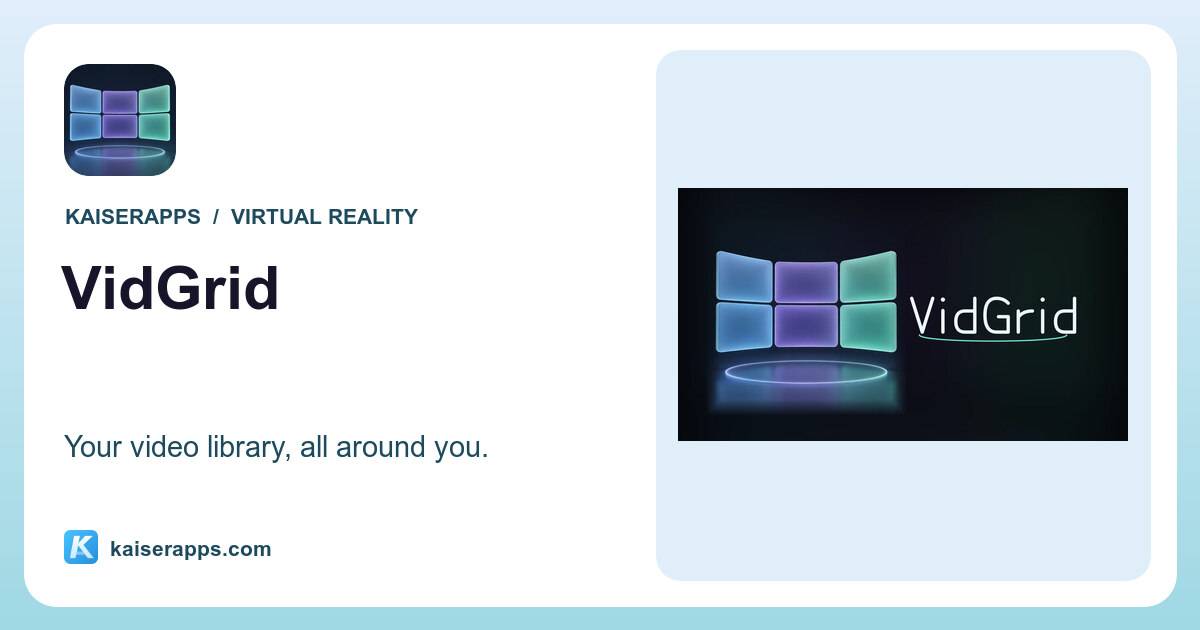 KAISERAPPS / VIRTUAL REALITY
VidGrid
Your video library, all around you.
K kaiserapps.com
VidGrid